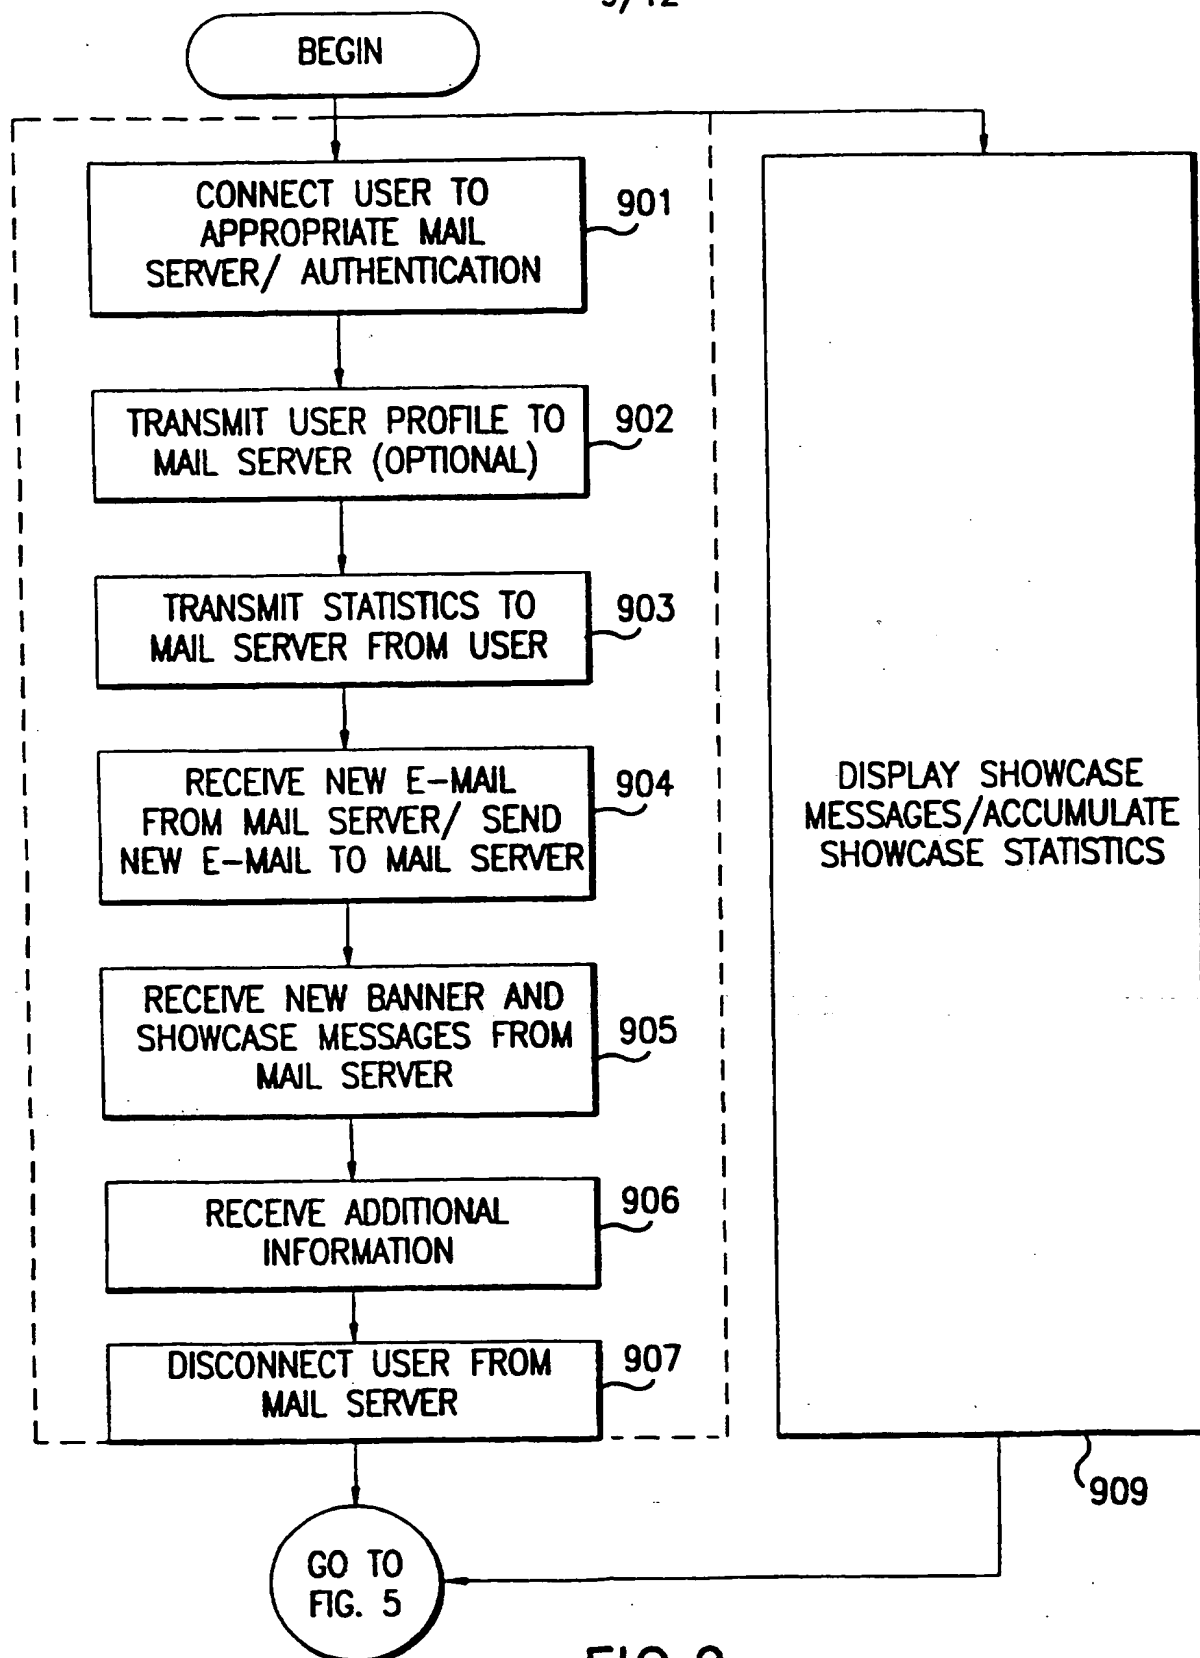 9/12
BEGIN
CONNECT USER TO
APPROPRIATE MAIL
SERVER/ AUTHENTICATION
901
TRANSMIT USER PROFILE TO
MAIL SERVER (OPTIONAL)
902
TRANSMIT STATISTICS TO
MAIL SERVER FROM USER
903
RECEIVE NEW E-MAIL
FROM MAIL SERVER/ SEND
NEW E-MAIL TO MAIL SERVER
904
RECEIVE NEW BANNER AND
SHOWCASE MESSAGES FROM
MAIL SERVER
905
RECEIVE ADDITIONAL
INFORMATION
906
DISCONNECT USER FROM
MAIL SERVER
907
DISPLAY SHOWCASE
MESSAGES/ACCUMULATE
SHOWCASE STATISTICS
909
GO TO
FIG. 5